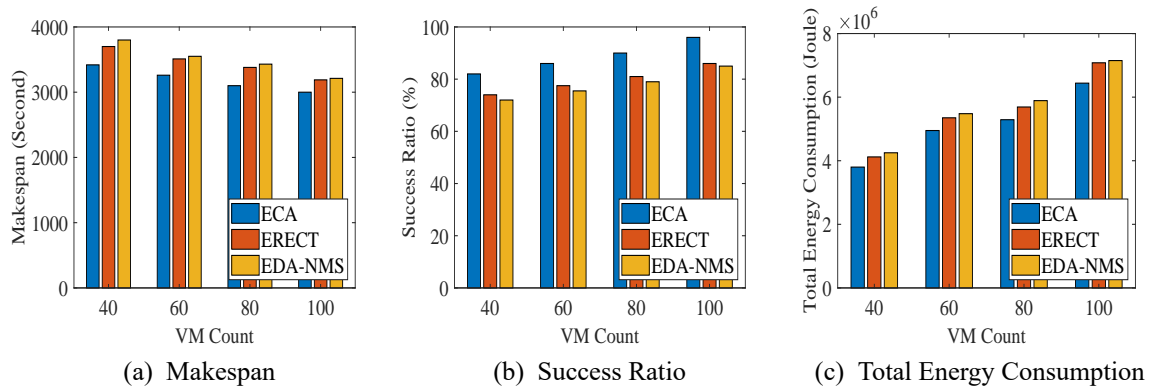 Makespan (Second)
4000
3000
2000
1000
0
ECA
ERECT
EDA-NMS
40 60 80 100
VM Count
(a) Makespan
Success Ratio (%)
100
80
60
40
20
0
ECA
ERECT
EDA-NMS
40 60 80 100
VM Count
(b) Success Ratio
Total Energy Consumption (Joule)
×10⁶
8
6
4
2
0
ECA
ERECT
EDA-NMS
40 60 80 100
VM Count
(c) Total Energy Consumption